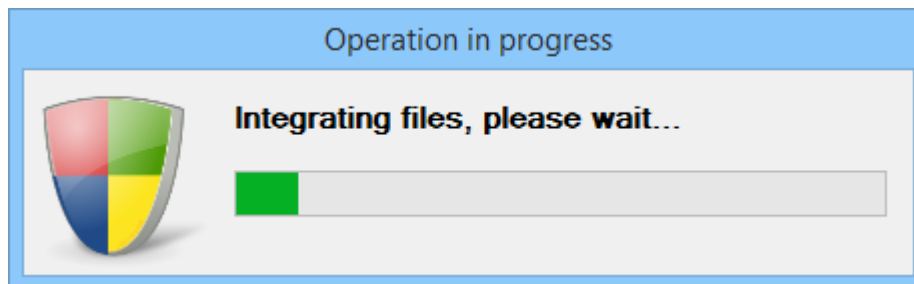 Operation in progress
Integrating files, please wait...